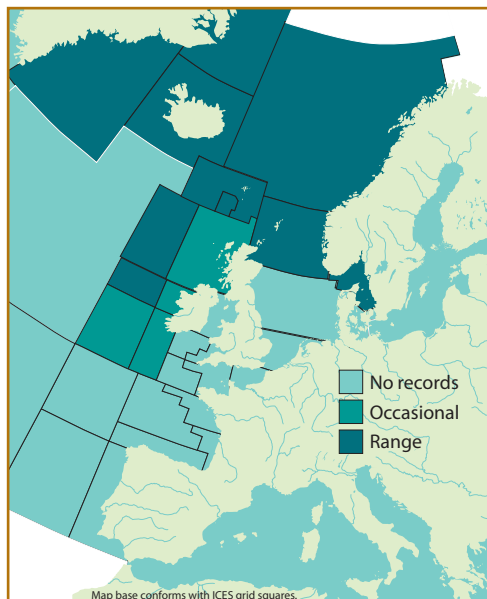 No records
Occasional
Range
Map base conforms with ICES grid squares.